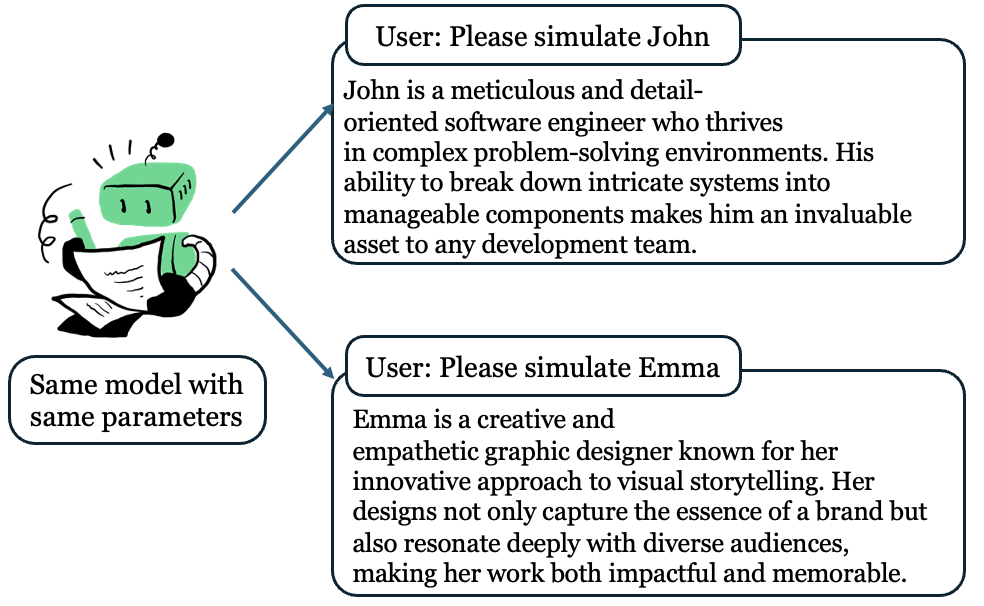 User: Please simulate John
John is a meticulous and detail-
oriented software engineer who thrives
in complex problem-solving environments. His
ability to break down intricate systems into
manageable components makes him an invaluable
asset to any development team.
Same model with
same parameters
User: Please simulate Emma
Emma is a creative and
empathetic graphic designer known for her
innovative approach to visual storytelling. Her
designs not only capture the essence of a brand but
also resonate deeply with diverse audiences,
making her work both impactful and memorable.